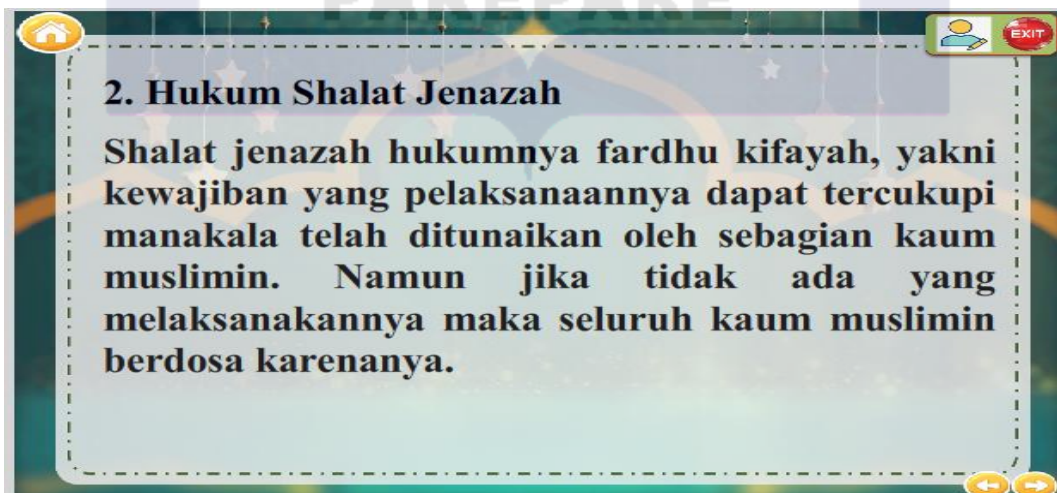 PAREPARE
EXIT
2. Hukum Shalat Jenazah
Shalat jenazah hukumnya fardhu kifayah, yakni
kewajiban yang pelaksanaannya dapat tercukupi
manakala telah ditunaikan oleh sebagian kaum
muslimin. Namun jika tidak ada yang
melaksanakannya maka seluruh kaum muslimin
berdosa karenanya.